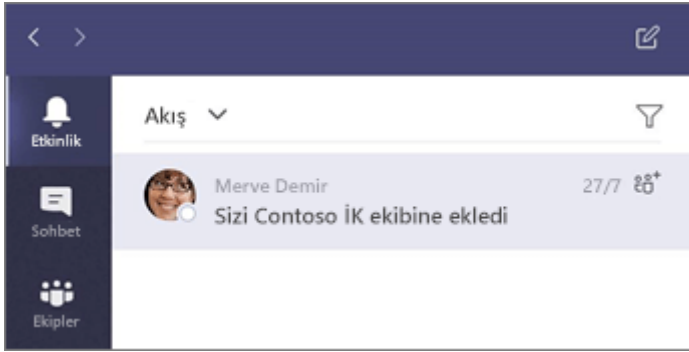 Etkinlik
Sohbet
Ekipler
Akış
Merve Demir 27/7
Sizi Contoso İK ekibine ekledi